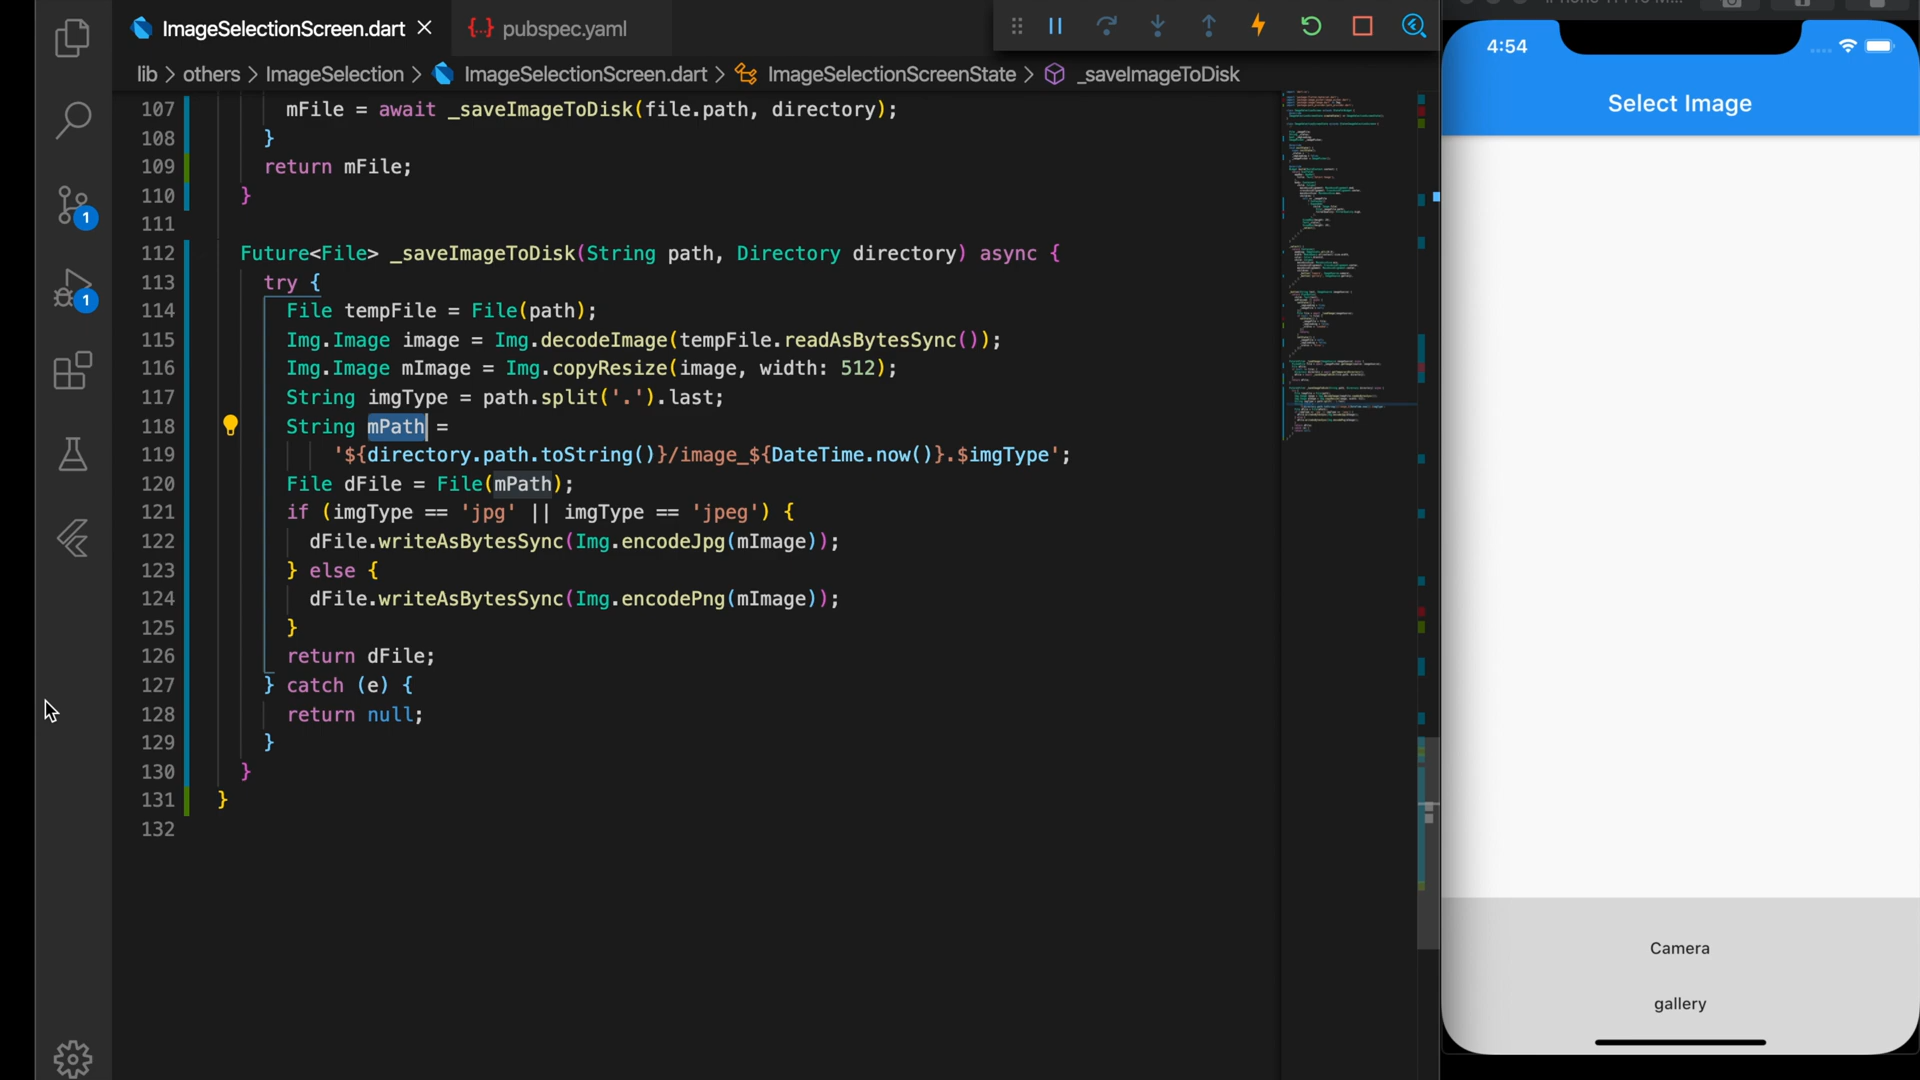 ImageSelectionScreen.dart
pubspec.yaml
lib > others > ImageSelection > ImageSelectionScreen.dart > ImageSelectionScreenState > _saveImageToDisk
107 mFile = await _saveImageToDisk(file.path, directory);
108 }
109 return mFile;
110 }
111
112 Future<File> _saveImageToDisk(String path, Directory directory) async {
113 try {
114 File tempFile = File(path);
115 Img.Image image = Img.decodeImage(tempFile.readAsBytesSync());
116 Img.Image mImage = Img.copyResize(image, width: 512);
117 String imgType = path.split('.').last;
118 String mPath =
119 '${directory.path.toString()}/image_${DateTime.now()}.$imgType';
120 File dFile = File(mPath);
121 if (imgType == 'jpg' || imgType == 'jpeg') {
122 dFile.writeAsBytesSync(Img.encodeJpg(mImage));
123 } else {
124 dFile.writeAsBytesSync(Img.encodePng(mImage));
125 }
126 return dFile;
127 } catch (e) {
128 return null;
129 }
130 }
131 }
132
1
1
4:54
Select Image
Camera
gallery